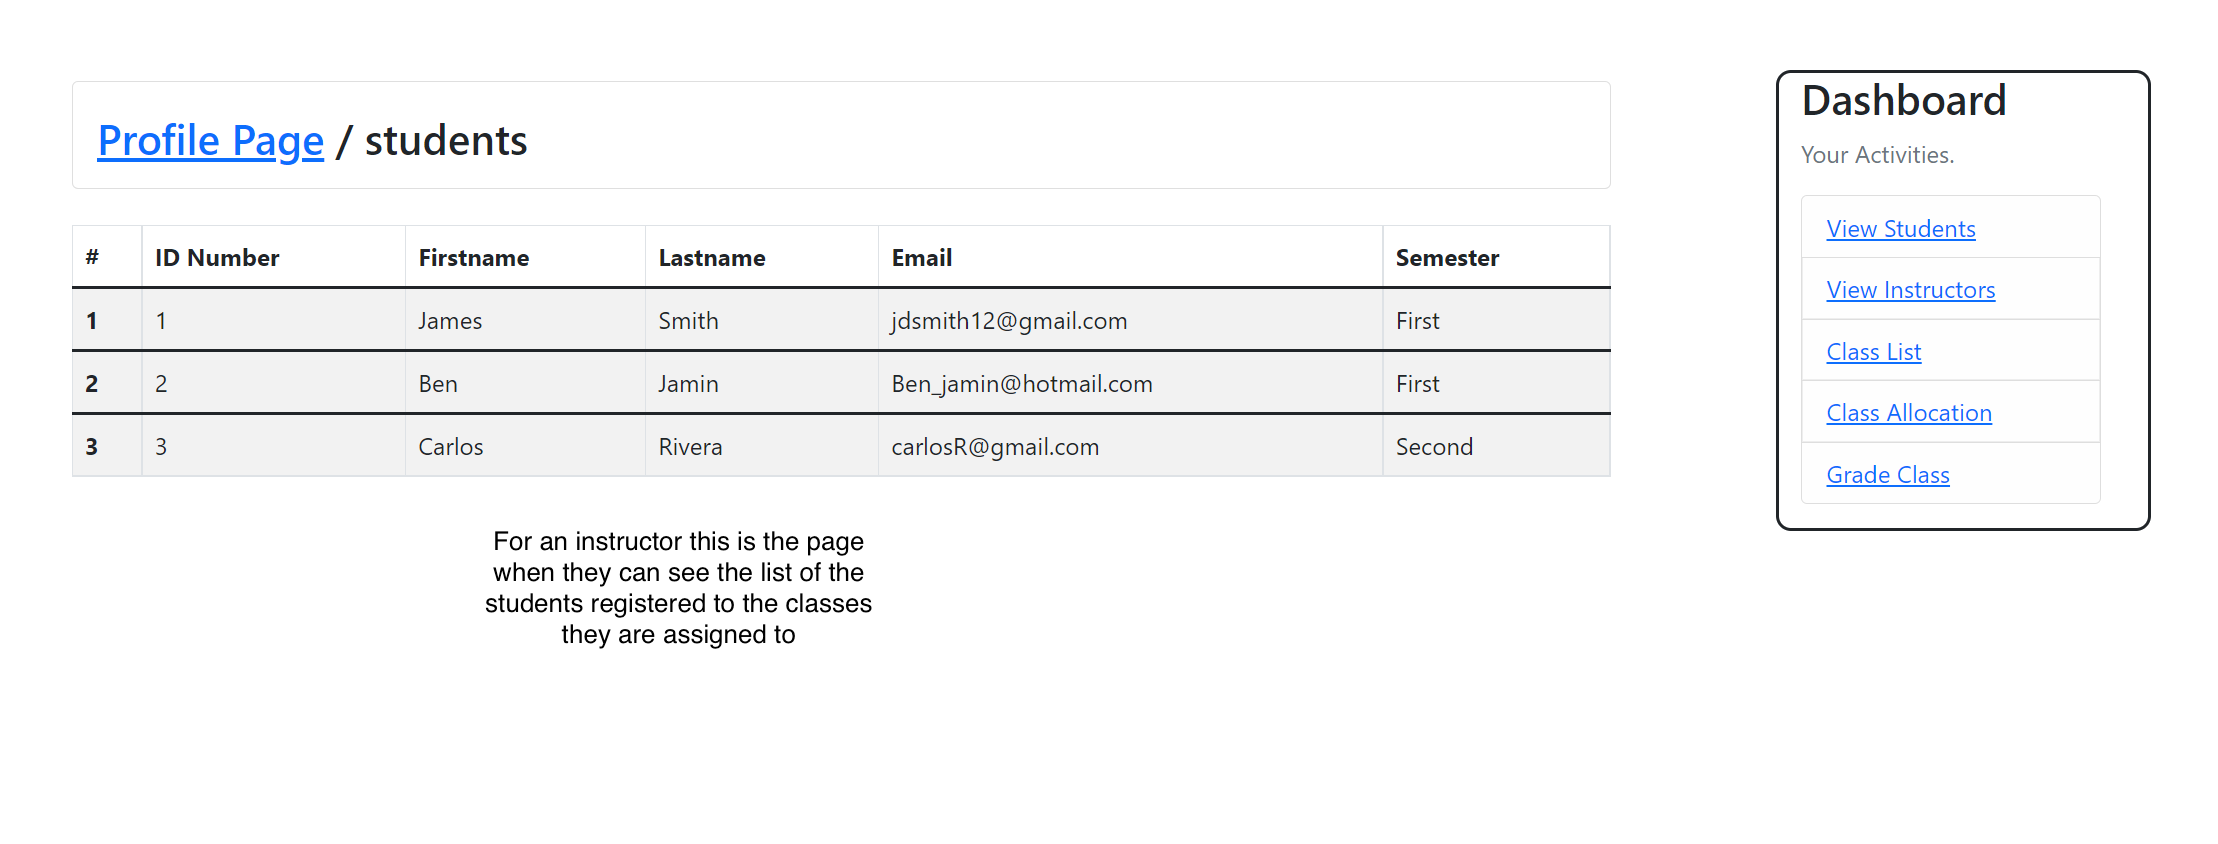 Profile Page / students
# ID Number Firstname Lastname Email Semester
1 1 James Smith jdsmith12@gmail.com First
2 2 Ben Jamin Ben_jamin@hotmail.com First
3 3 Carlos Rivera carlosR@gmail.com Second
For an instructor this is the page
when they can see the list of the
students registered to the classes
they are assigned to
Dashboard
Your Activities.
View Students
View Instructors
Class List
Class Allocation
Grade Class